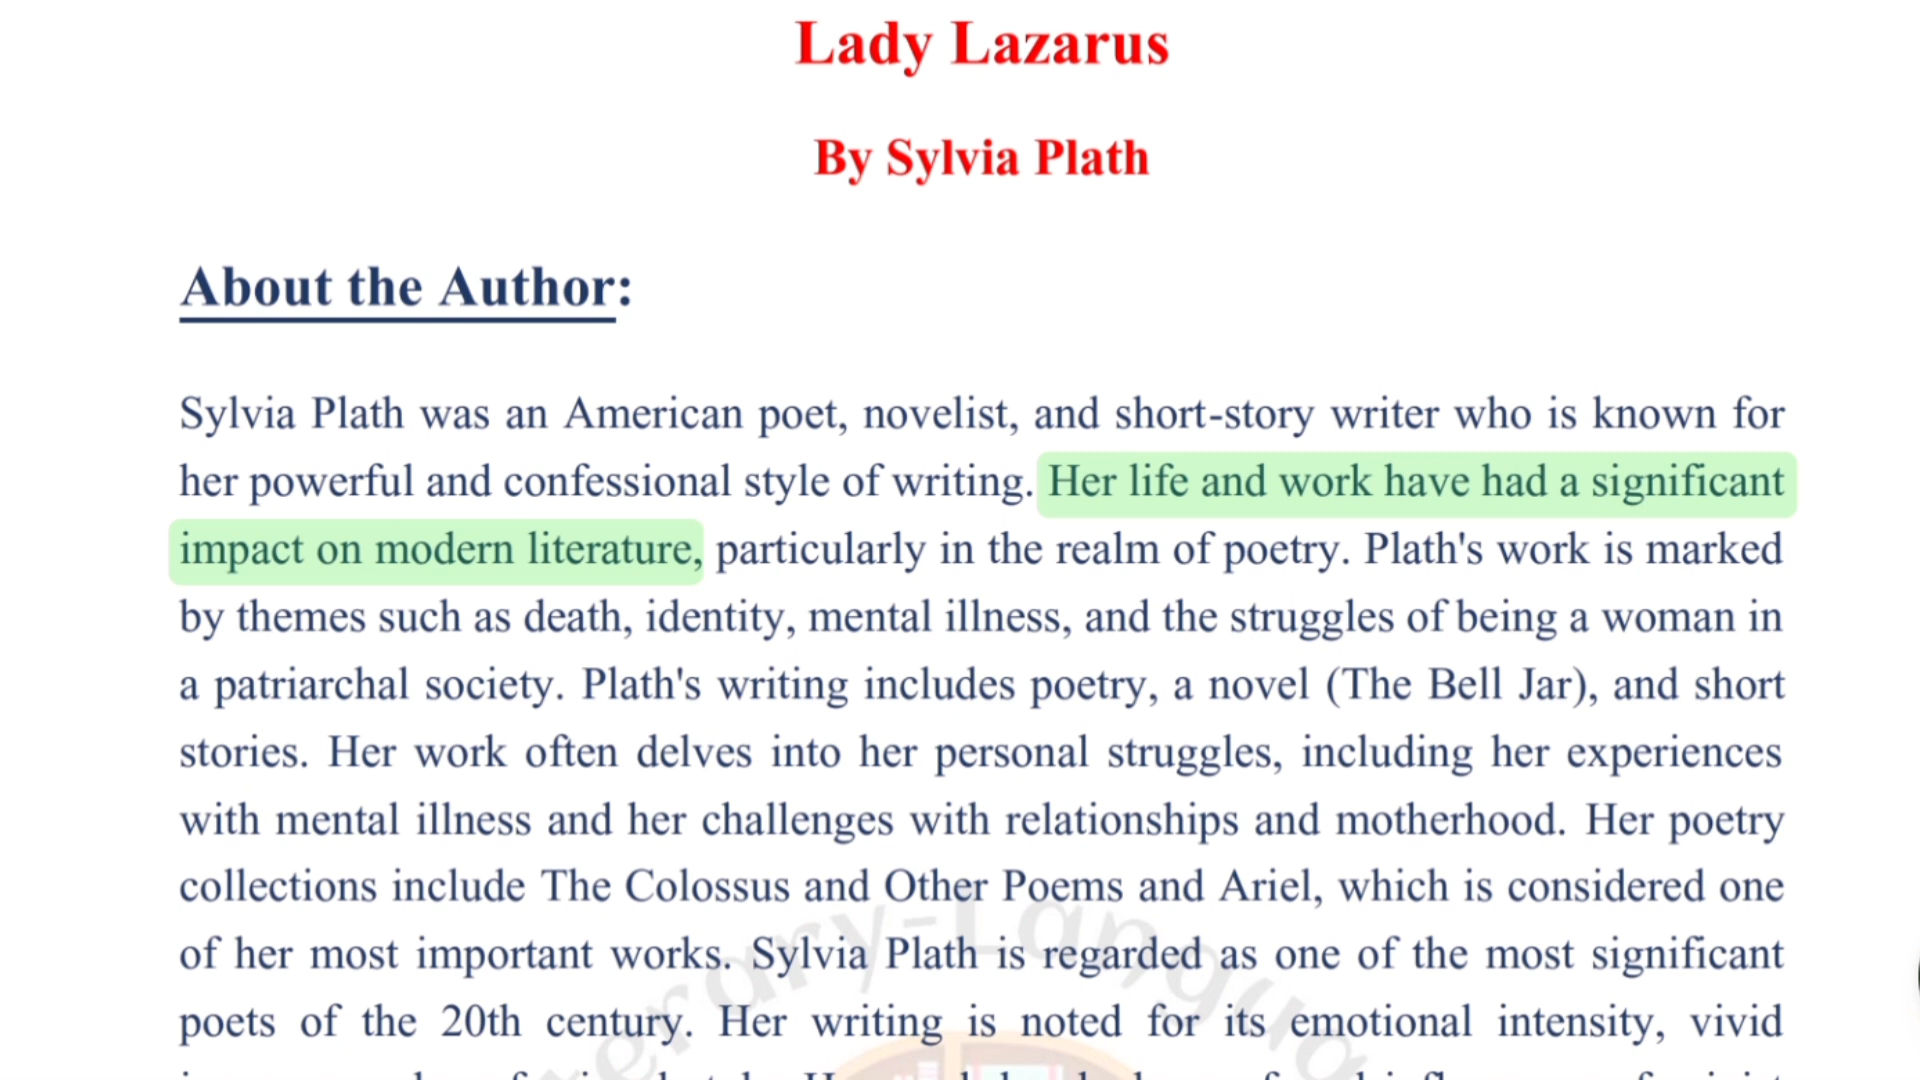 Lady Lazarus
By Sylvia Plath
About the Author:
Sylvia Plath was an American poet, novelist, and short-story writer who is known for
her powerful and confessional style of writing. Her life and work have had a significant
impact on modern literature, particularly in the realm of poetry. Plath's work is marked
by themes such as death, identity, mental illness, and the struggles of being a woman in
a patriarchal society. Plath's writing includes poetry, a novel (The Bell Jar), and short
stories. Her work often delves into her personal struggles, including her experiences
with mental illness and her challenges with relationships and motherhood. Her poetry
collections include The Colossus and Other Poems and Ariel, which is considered one
of her most important works. Sylvia Plath is regarded as one of the most significant
poets of the 20th century. Her writing is noted for its emotional intensity, vivid